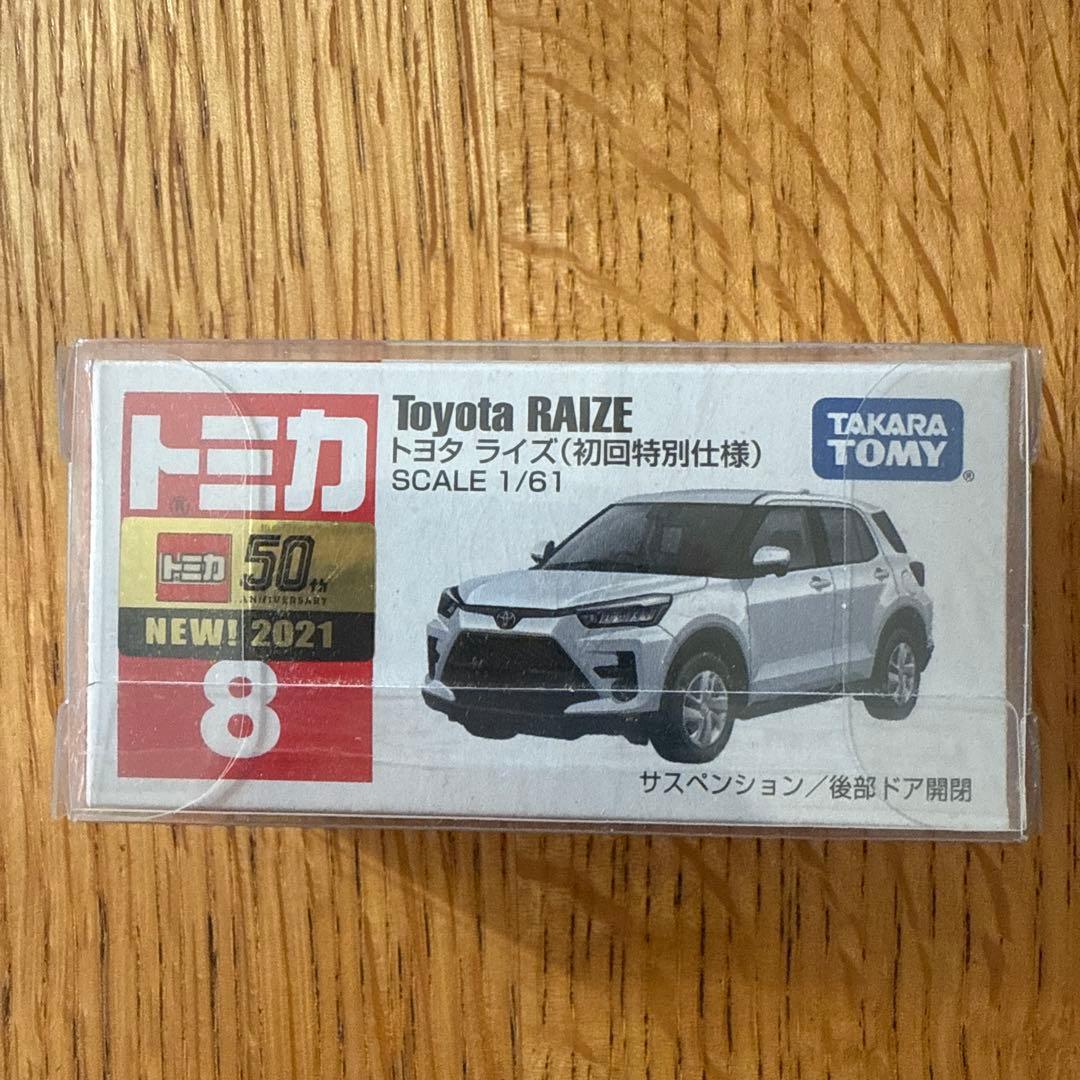 トミカ
トミカ 50th
ANNIVERSARY
NEW! 2021
8
Toyota RAIZE
トヨタ ライズ(初回特別仕様)
SCALE 1/61
TAKARA
TOMY®
サスペンション/後部ドア開閉